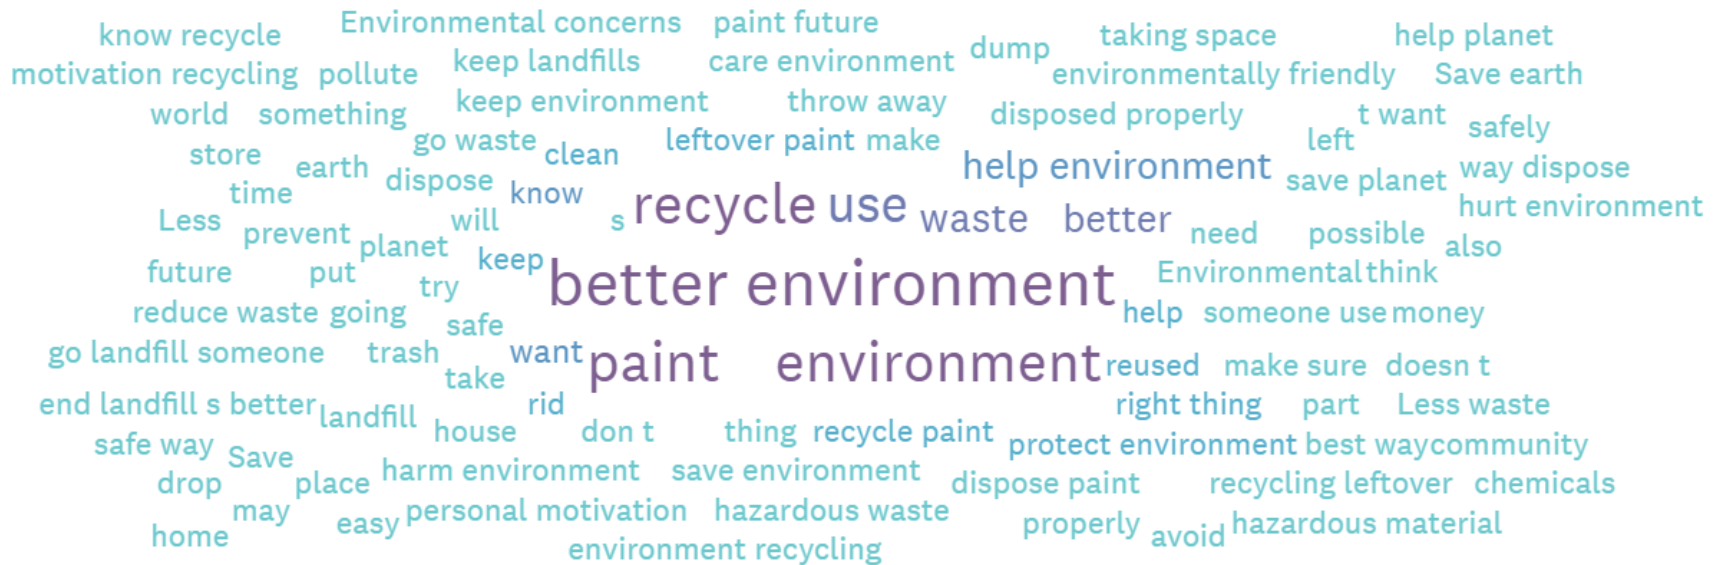 Environmental concerns paint future
know recycle dump taking space help planet
motivation recycling pollute keep landfills care environment environmentally friendly Save earth
world something keep environment throw away disposed properly t want safely
store go waste clean leftover paint make left
earth dispose help environment save planet way dispose
time know recycle use waste better hurt environment
Less prevent will s need possible also
planet keep
future put try better environment Environmental think
reduce waste going safe help someone use money
go landfill someone trash want paint environment reused make sure doesn t
take
end landfill s better landfill rid right thing part Less waste
safe way house don t thing recycle paint protect environment best way community
Save harm environment save environment
drop place dispose paint recycling leftover chemicals
may easy personal motivation hazardous waste properly hazardous material
home avoid
environment recycling